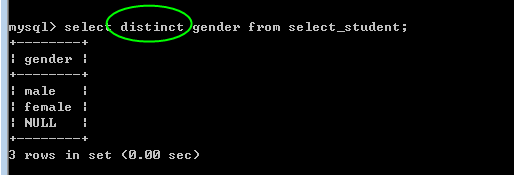 mysql> select distinct gender from select_student;
+--------+
| gender |
+--------+
| male   |
| female |
| NULL   |
+--------+
3 rows in set (0.00 sec)